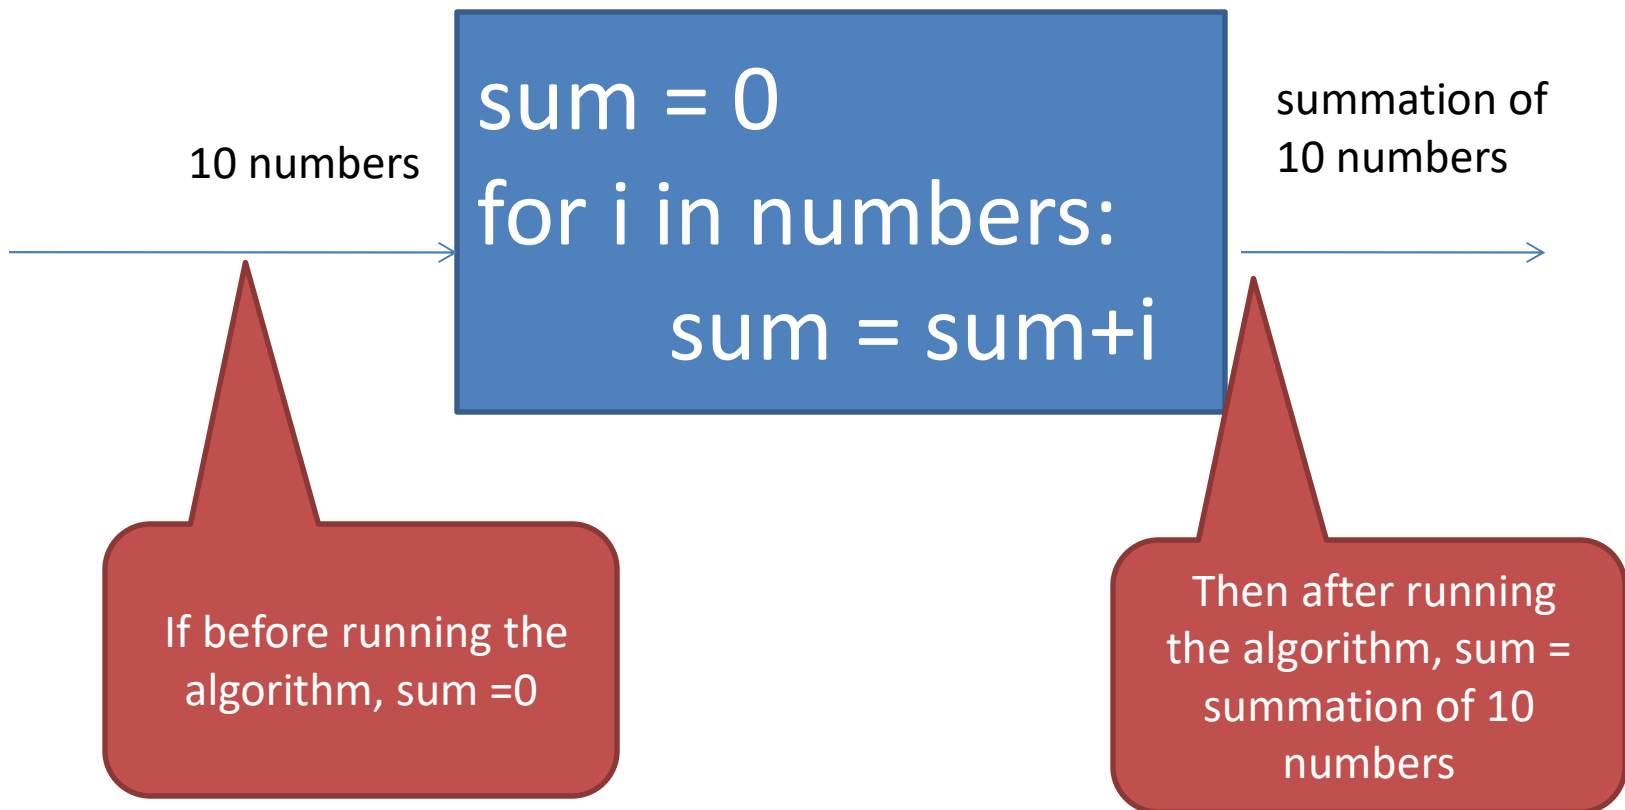 10 numbers
sum = 0
for i in numbers:
sum = sum+i
summation of
10 numbers
If before running the
algorithm, sum =0
Then after running
the algorithm, sum =
summation of 10
numbers